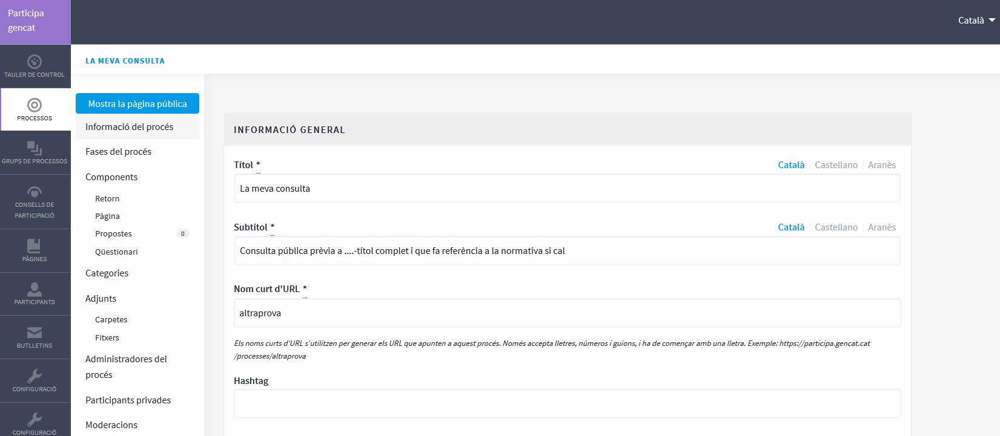 Participa
gencat
Català
TAULER DE CONTROL
PROCESSOS
GRUPS DE PROCESSOS
CONSELLS DE
PARTICIPACIÓ
PÀGINES
PARTICIPANTS
BUTLLETINS
CONFIGURACIÓ
CONFIGURACIÓ
LA MEVA CONSULTA
Mostra la pàgina pública
Informació del procés
Fases del procés
Components
Retorn
Pàgina
Propostes 0
Qüestionari
Categories
Adjunts
Carpetes
Fitxers
Administradores del
procés
Participants privades
Moderacions
INFORMACIÓ GENERAL
Títol * Català Castellano Aranès
La meva consulta
Subtítol * Català Castellano Aranès
Consulta pública prèvia a ....-títol complet i que fa referència a la normativa si cal
Nom curt d'URL *
altraprova
Els noms curts d'URL s'utilitzen per generar els URL que apunten a aquest procés. Només accepta lletres, números i guions, i ha de començar amb una lletra. Exemple: https://participa.gencat.cat
/processes/altraprova
Hashtag